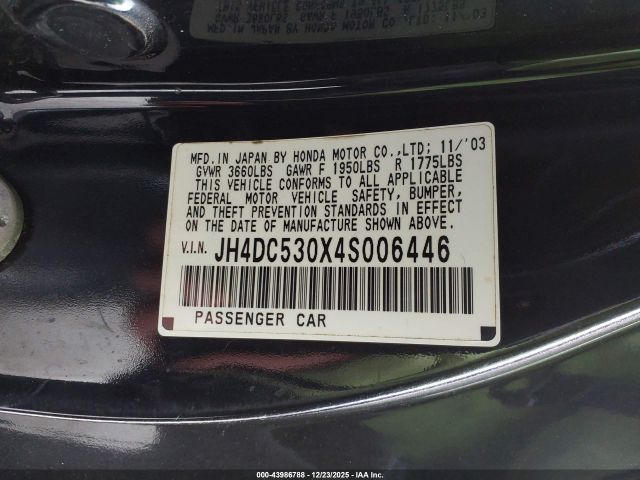 MFD.IN JAPAN BY HONDA MOTOR CO.,LTD; 11/'03
GVWR 3660LBS GAWR F 1950LBS R 1775LBS
THIS VEHICLE CONFORMS TO ALL APPLICABLE
FEDERAL MOTOR VEHICLE SAFETY, BUMPER,
AND THEFT PREVENTION STANDARDS IN EFFECT
ON THE DATE OF MANUFACTURE SHOWN ABOVE.
V.I.N. JH4DC530X4S006446
PASSENGER CAR
000-43986788 - 12/23/2025 - IAA Inc.